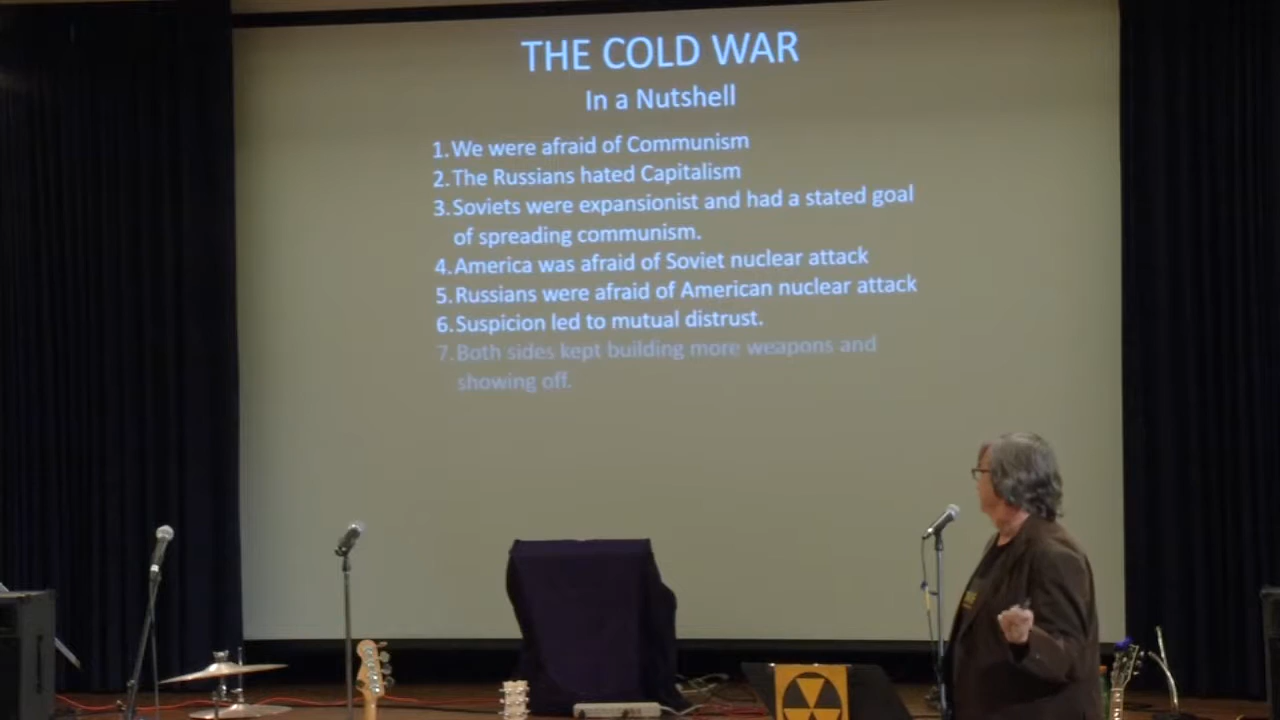 THE COLD WAR
In a Nutshell
1. We were afraid of Communism
2. The Russians hated Capitalism
3. Soviets were expansionist and had a stated goal
of spreading communism.
4. America was afraid of Soviet nuclear attack
5. Russians were afraid of American nuclear attack
6. Suspicion led to mutual distrust.
7. Both sides kept building more weapons and
showing off.